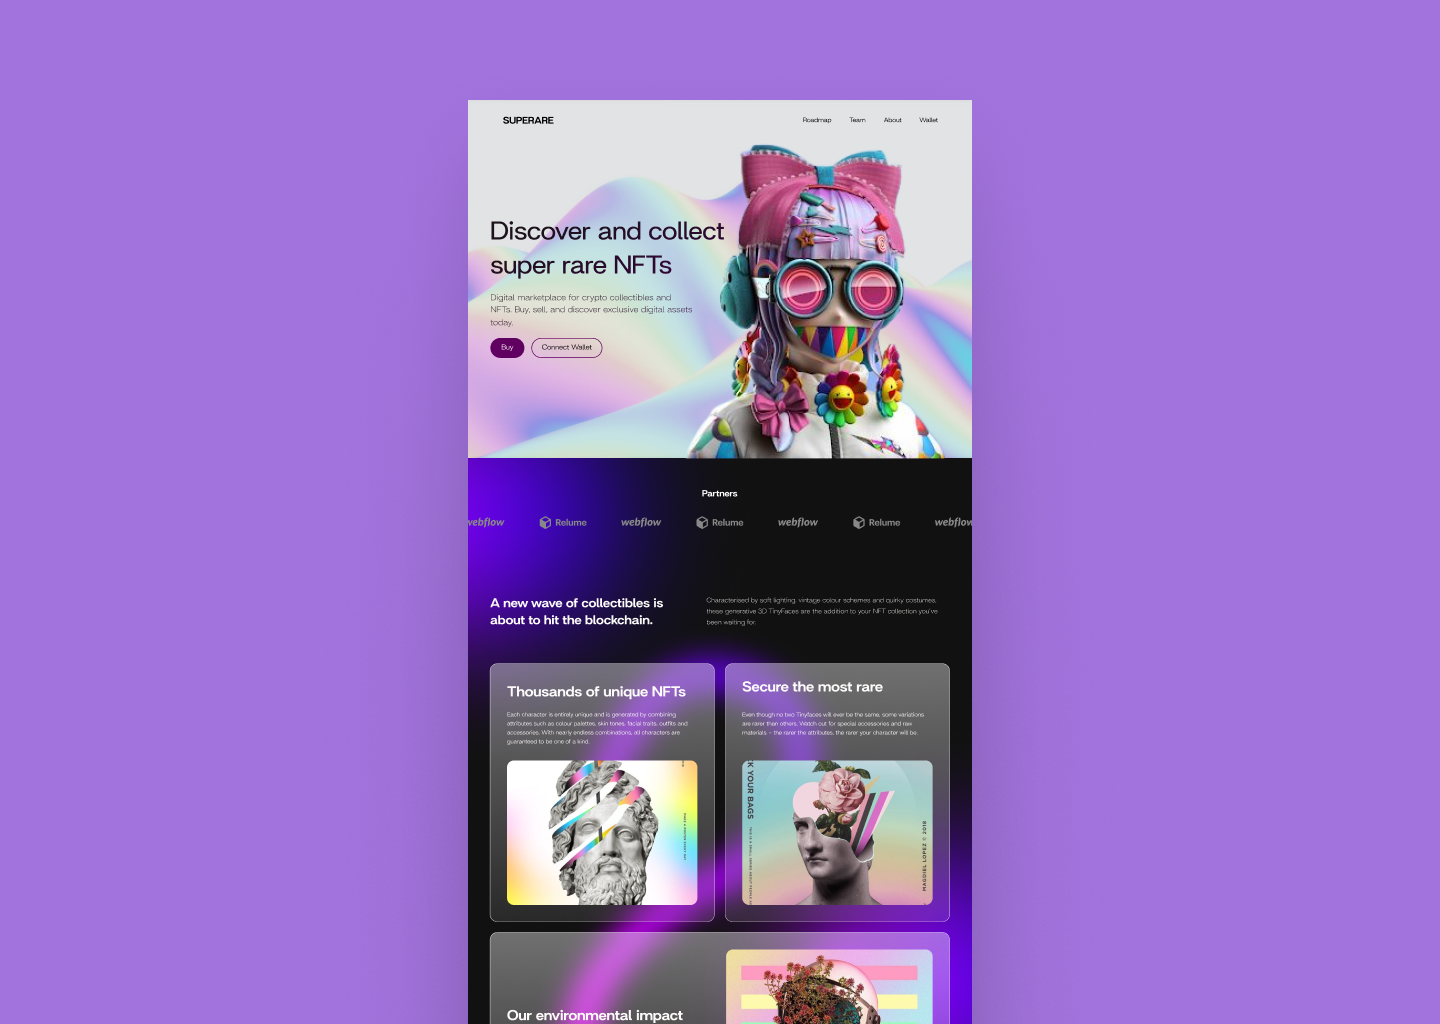 SUPERARE
Roadmap Team About Wallet
Discover and collect
super rare NFTs
Digital marketplace for crypto collectibles and
NFTs. Buy, sell, and discover exclusive digital assets
today.
Buy Connect Wallet
Partners
webflow Relume webflow Relume webflow Relume webflow
A new wave of collectibles is
about to hit the blockchain.
Characterised by soft lighting, vintage colour schemes and quirky costumes,
these generative 3D TinyFaces are the addition to your NFT collection you've
been waiting for.
Thousands of unique NFTs
Each character is entirely unique and is generated by combining
attributes such as colour palettes, skin tones, facial traits, outfits and
accessories. With nearly endless combinations, all characters are
guaranteed to be one of a kind.
Secure the most rare
Even though no two Tinyfaces will ever be the same, some variations
are rarer than others. Watch out for special accessories and raw
materials - the rarer the attributes, the rarer your character will be.
K YOUR BAGS
MAGDIEL LOPEZ © 2018
Our environmental impact